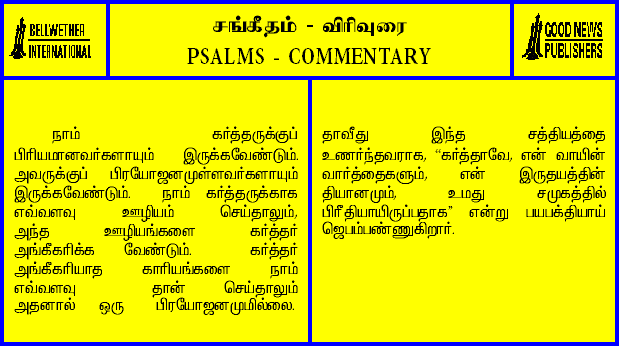 BELLWETHER
INTERNATIONAL
சங்கீதம் - விரிவுரை
PSALMS - COMMENTARY
GOOD NEWS
PUBLISHERS
நாம் கர்த்தருக்குப்
பிரியமானவர்களாயும் இருக்கவேண்டும்.
அவருக்குப் பிரயோஜனமுள்ளவர்களாயும்
இருக்கவேண்டும். நாம் கர்த்தருக்காக
எவ்வளவு ஊழியம் செய்தாலும்,
அந்த ஊழியங்களை கர்த்தர்
அங்கீகரிக்க வேண்டும். கர்த்தர்
அங்கீகரியாத காரியங்களை நாம்
எவ்வளவு தான் செய்தாலும்
அதனால் ஒரு பிரயோஜனமுமில்லை.
தாவீது இந்த சத்தியத்தை
உணர்ந்தவராக, “கர்த்தாவே, என் வாயின்
வார்த்தைகளும், என் இருதயத்தின்
தியானமும், உமது சமுகத்தில்
பிரீதியாயிருப்பதாக” என்று பயபக்தியாய்
ஜெபம்பண்ணுகிறார்.